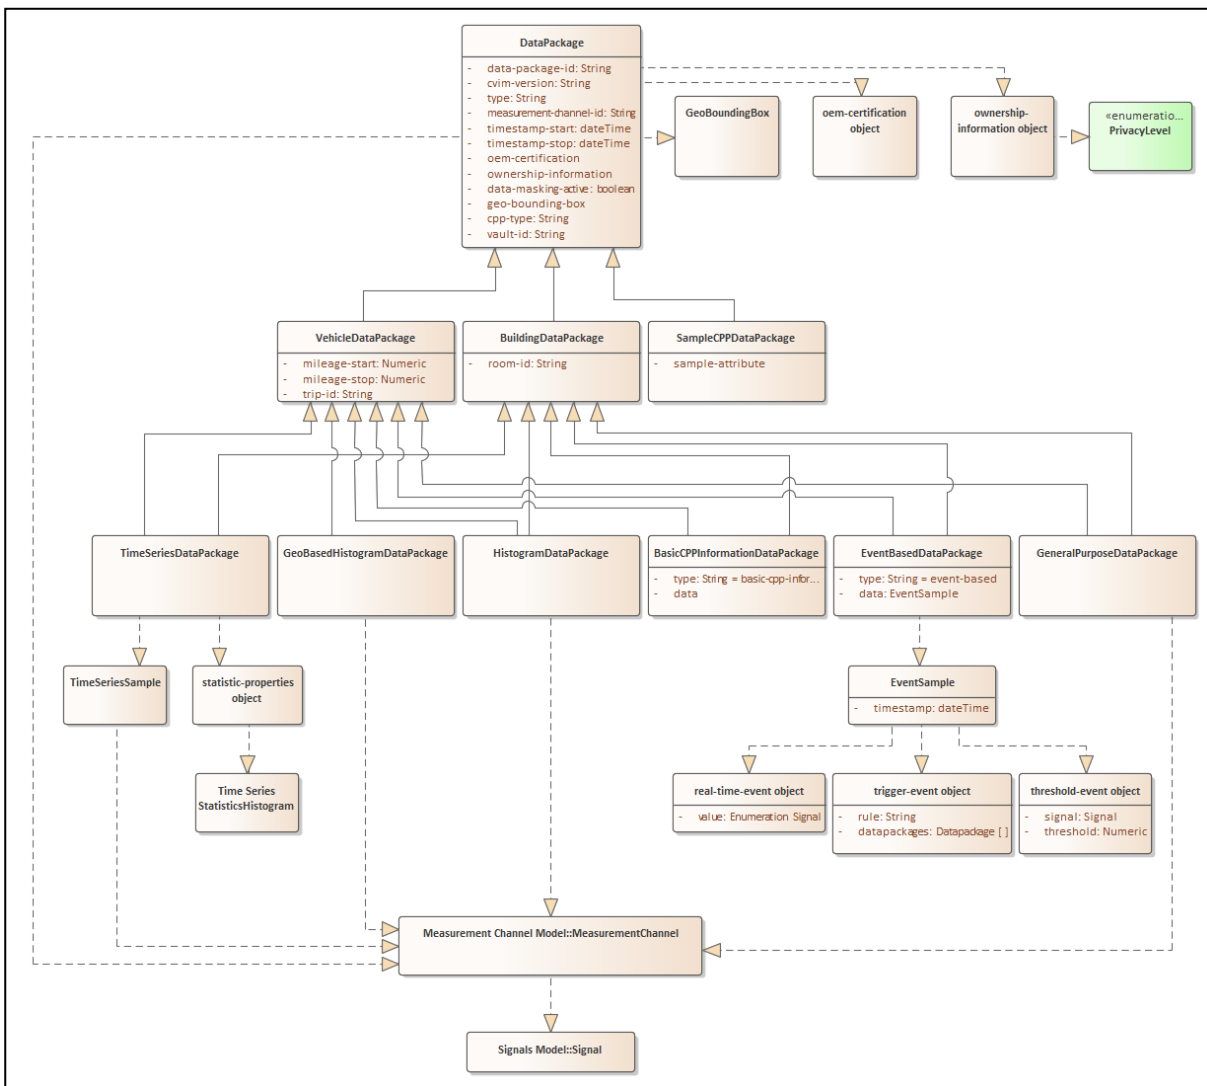 DataPackage
- data-package-id: String
- cvim-version: String
- type: String
- measurement-channel-id: String
- timestamp-start: dateTime
- timestamp-stop: dateTime
- oem-certification
- ownership-information
- data-masking-active: boolean
- geo-bounding-box
- cpp-type: String
- vault-id: String
GeoBoundingBox
oem-certification
object
ownership-
information object
«enumeratio...
PrivacyLevel
VehicleDataPackage
- mileage-start: Numeric
- mileage-stop: Numeric
- trip-id: String
BuildingDataPackage
- room-id: String
SampleCPPDataPackage
- sample-attribute
TimeSeriesDataPackage
GeoBasedHistogramDataPackage
HistogramDataPackage
BasicCPPInformationDataPackage
- type: String = basic-cpp-infor...
- data
EventBasedDataPackage
- type: String = event-based
- data: EventSample
GeneralPurposeDataPackage
TimeSeriesSample
statistic-properties
object
EventSample
- timestamp: dateTime
Time Series
StatisticsHistogram
real-time-event object
- value: Enumeration Signal
trigger-event object
- rule: String
- datapackages: Datapackage [ ]
threshold-event object
- signal: Signal
- threshold: Numeric
Measurement Channel Model::MeasurementChannel
Signals Model::Signal